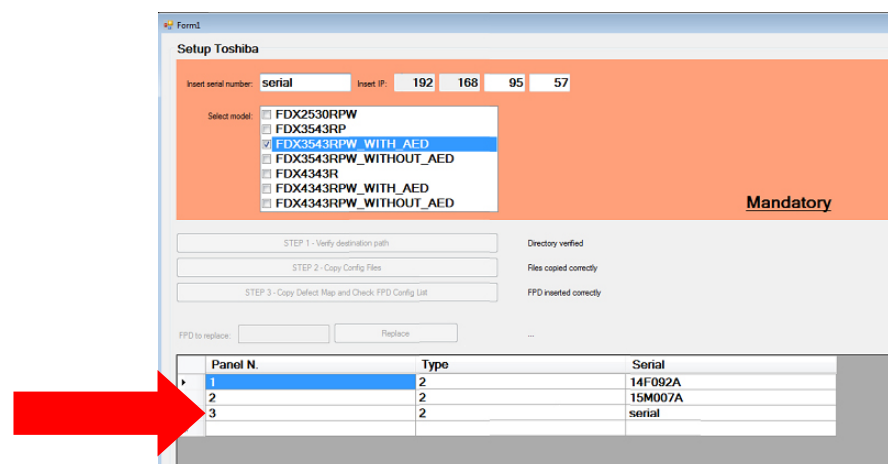 Form1
Setup Toshiba
Insert serial number: serial Insert IP: 192 168 95 57
Select model: FDX2530RPW
FDX3543RP
FDX3543RPW_WITH_AED
FDX3543RPW_WITHOUT_AED
FDX4343R
FDX4343RPW_WITH_AED
FDX4343RPW_WITHOUT_AED
Mandatory
STEP 1 - Verify destination path Directory verified
STEP 2 - Copy Config Files Files copied correctly
STEP 3 - Copy Defect Map and Check FPD Config List FPD inserted correctly
FPD to replace: Replace ...
Panel N. Type Serial
1 2 14F092A
2 2 15M007A
3 2 serial